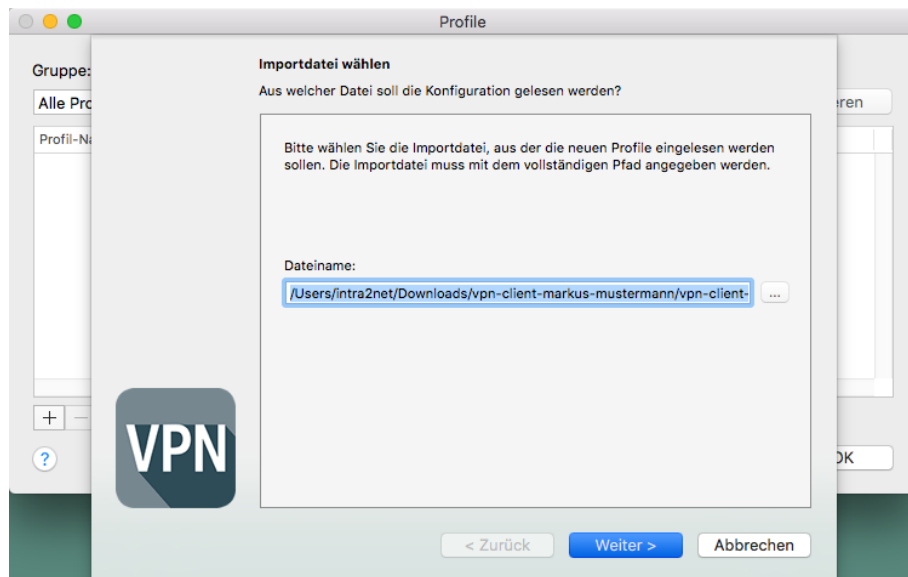 Profile
Gruppe:
Alle Pro
Profil-Na
eren
Importdatei wählen
Aus welcher Datei soll die Konfiguration gelesen werden?
Bitte wählen Sie die Importdatei, aus der die neuen Profile eingelesen werden
sollen. Die Importdatei muss mit dem vollständigen Pfad angegeben werden.
Dateiname:
/Users/intra2net/Downloads/vpn-client-markus-mustermann/vpn-client-
...
VPN
+ −
?
OK
< Zurück
Weiter >
Abbrechen